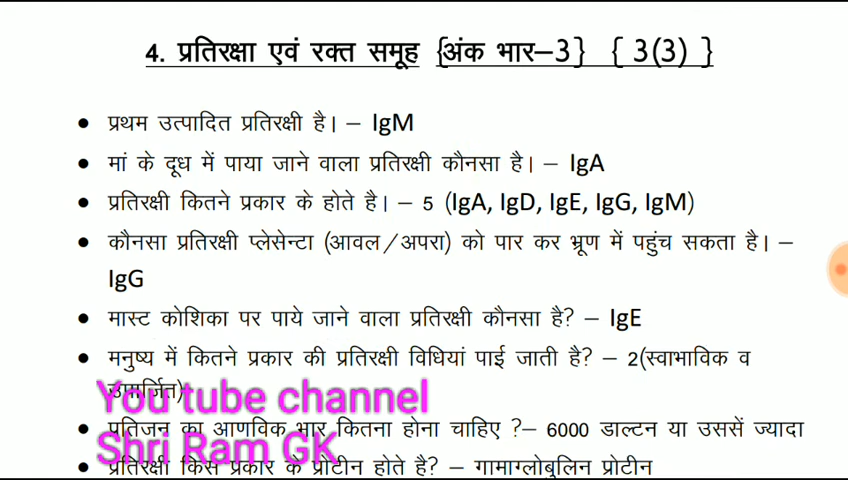 4. प्रतिरक्षा एवं रक्त समूह {अंक भार–3} { 3(3) }
• प्रथम उत्पादित प्रतिरक्षी है। – IgM
• मां के दूध में पाया जाने वाला प्रतिरक्षी कौनसा है। – IgA
• प्रतिरक्षी कितने प्रकार के होते है। – 5 (IgA, IgD, IgE, IgG, IgM)
• कौनसा प्रतिरक्षी प्लेसेन्टा (आवल/अपरा) को पार कर भ्रूण में पहुंच सकता है। –
IgG
• मास्ट कोशिका पर पाये जाने वाला प्रतिरक्षी कौनसा है? – IgE
• मनुष्य में कितने प्रकार की प्रतिरक्षी विधियां पाई जाती है? – 2(स्वाभाविक व
उपार्जित)
You tube channel
• प्रतिजन का आणविक भार कितना होना चाहिए ?– 6000 डाल्टन या उससें ज्यादा
Shri Ram GK
• प्रतिरक्षी किस प्रकार के प्रोटीन होते है? – गामाग्लोबुलिन प्रोटीन